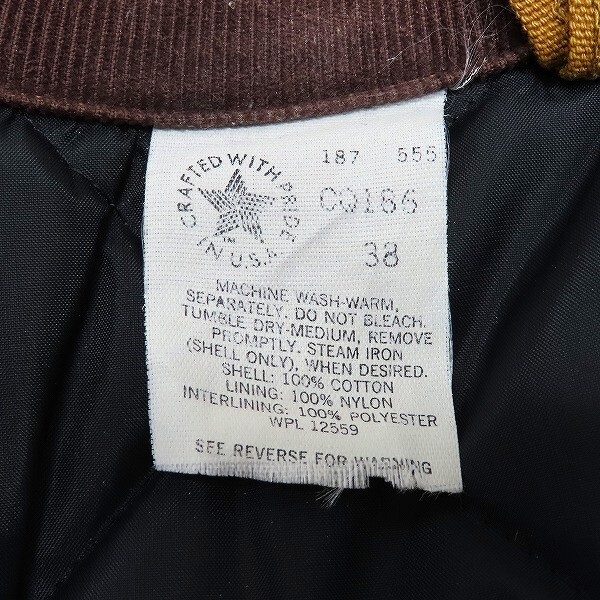 187 555
CRAFTED WITH PRIDE
IN U.S.A.
TM
CQ186
38
MACHINE WASH-WARM,
SEPARATELY. DO NOT BLEACH.
TUMBLE DRY-MEDIUM, REMOVE
PROMPTLY. STEAM IRON
(SHELL ONLY), WHEN DESIRED.
SHELL: 100% COTTON
LINING: 100% NYLON
INTERLINING: 100% POLYESTER
WPL 12559
SEE REVERSE FOR WARNING